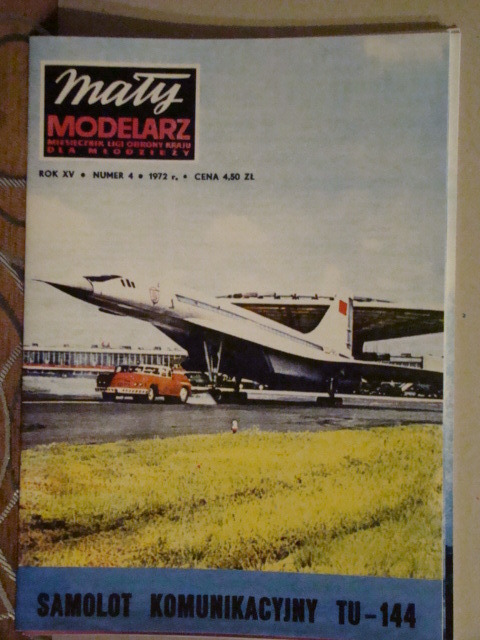 mały
MODELARZ
MIESIĘCZNIK LIGI OBRONY KRAJU
DLA MŁODZIEŻY
ROK XV • NUMER 4 • 1972 r. • CENA 4,50 ZŁ
SAMOLOT KOMUNIKACYJNY TU-144